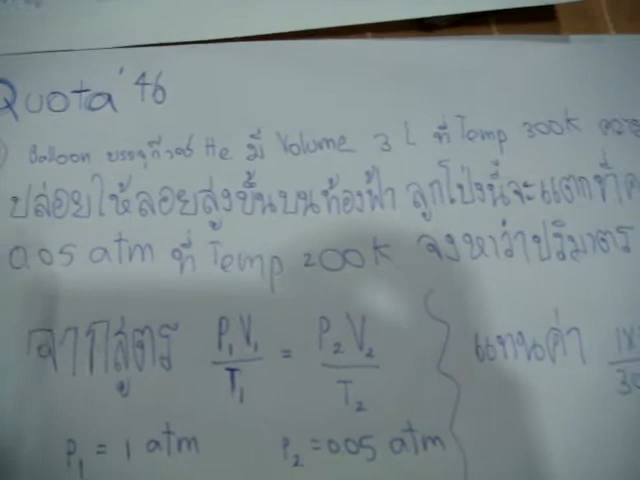 Quota '46
Balloon บรรจุก๊าซ He มี Volume 3 L ที่ Temp 300K
ปล่อยให้ลอยสูงขึ้นบนท้องฟ้า ลูกโป่งนี้จะแตกที่
0.05 atm ที่ Temp 200K จงหาว่าปริมาตร
จากสูตร P₁V₁/T₁ = P₂V₂/T₂ } แทนค่า
P₁ = 1 atm P₂ = 0.05 atm